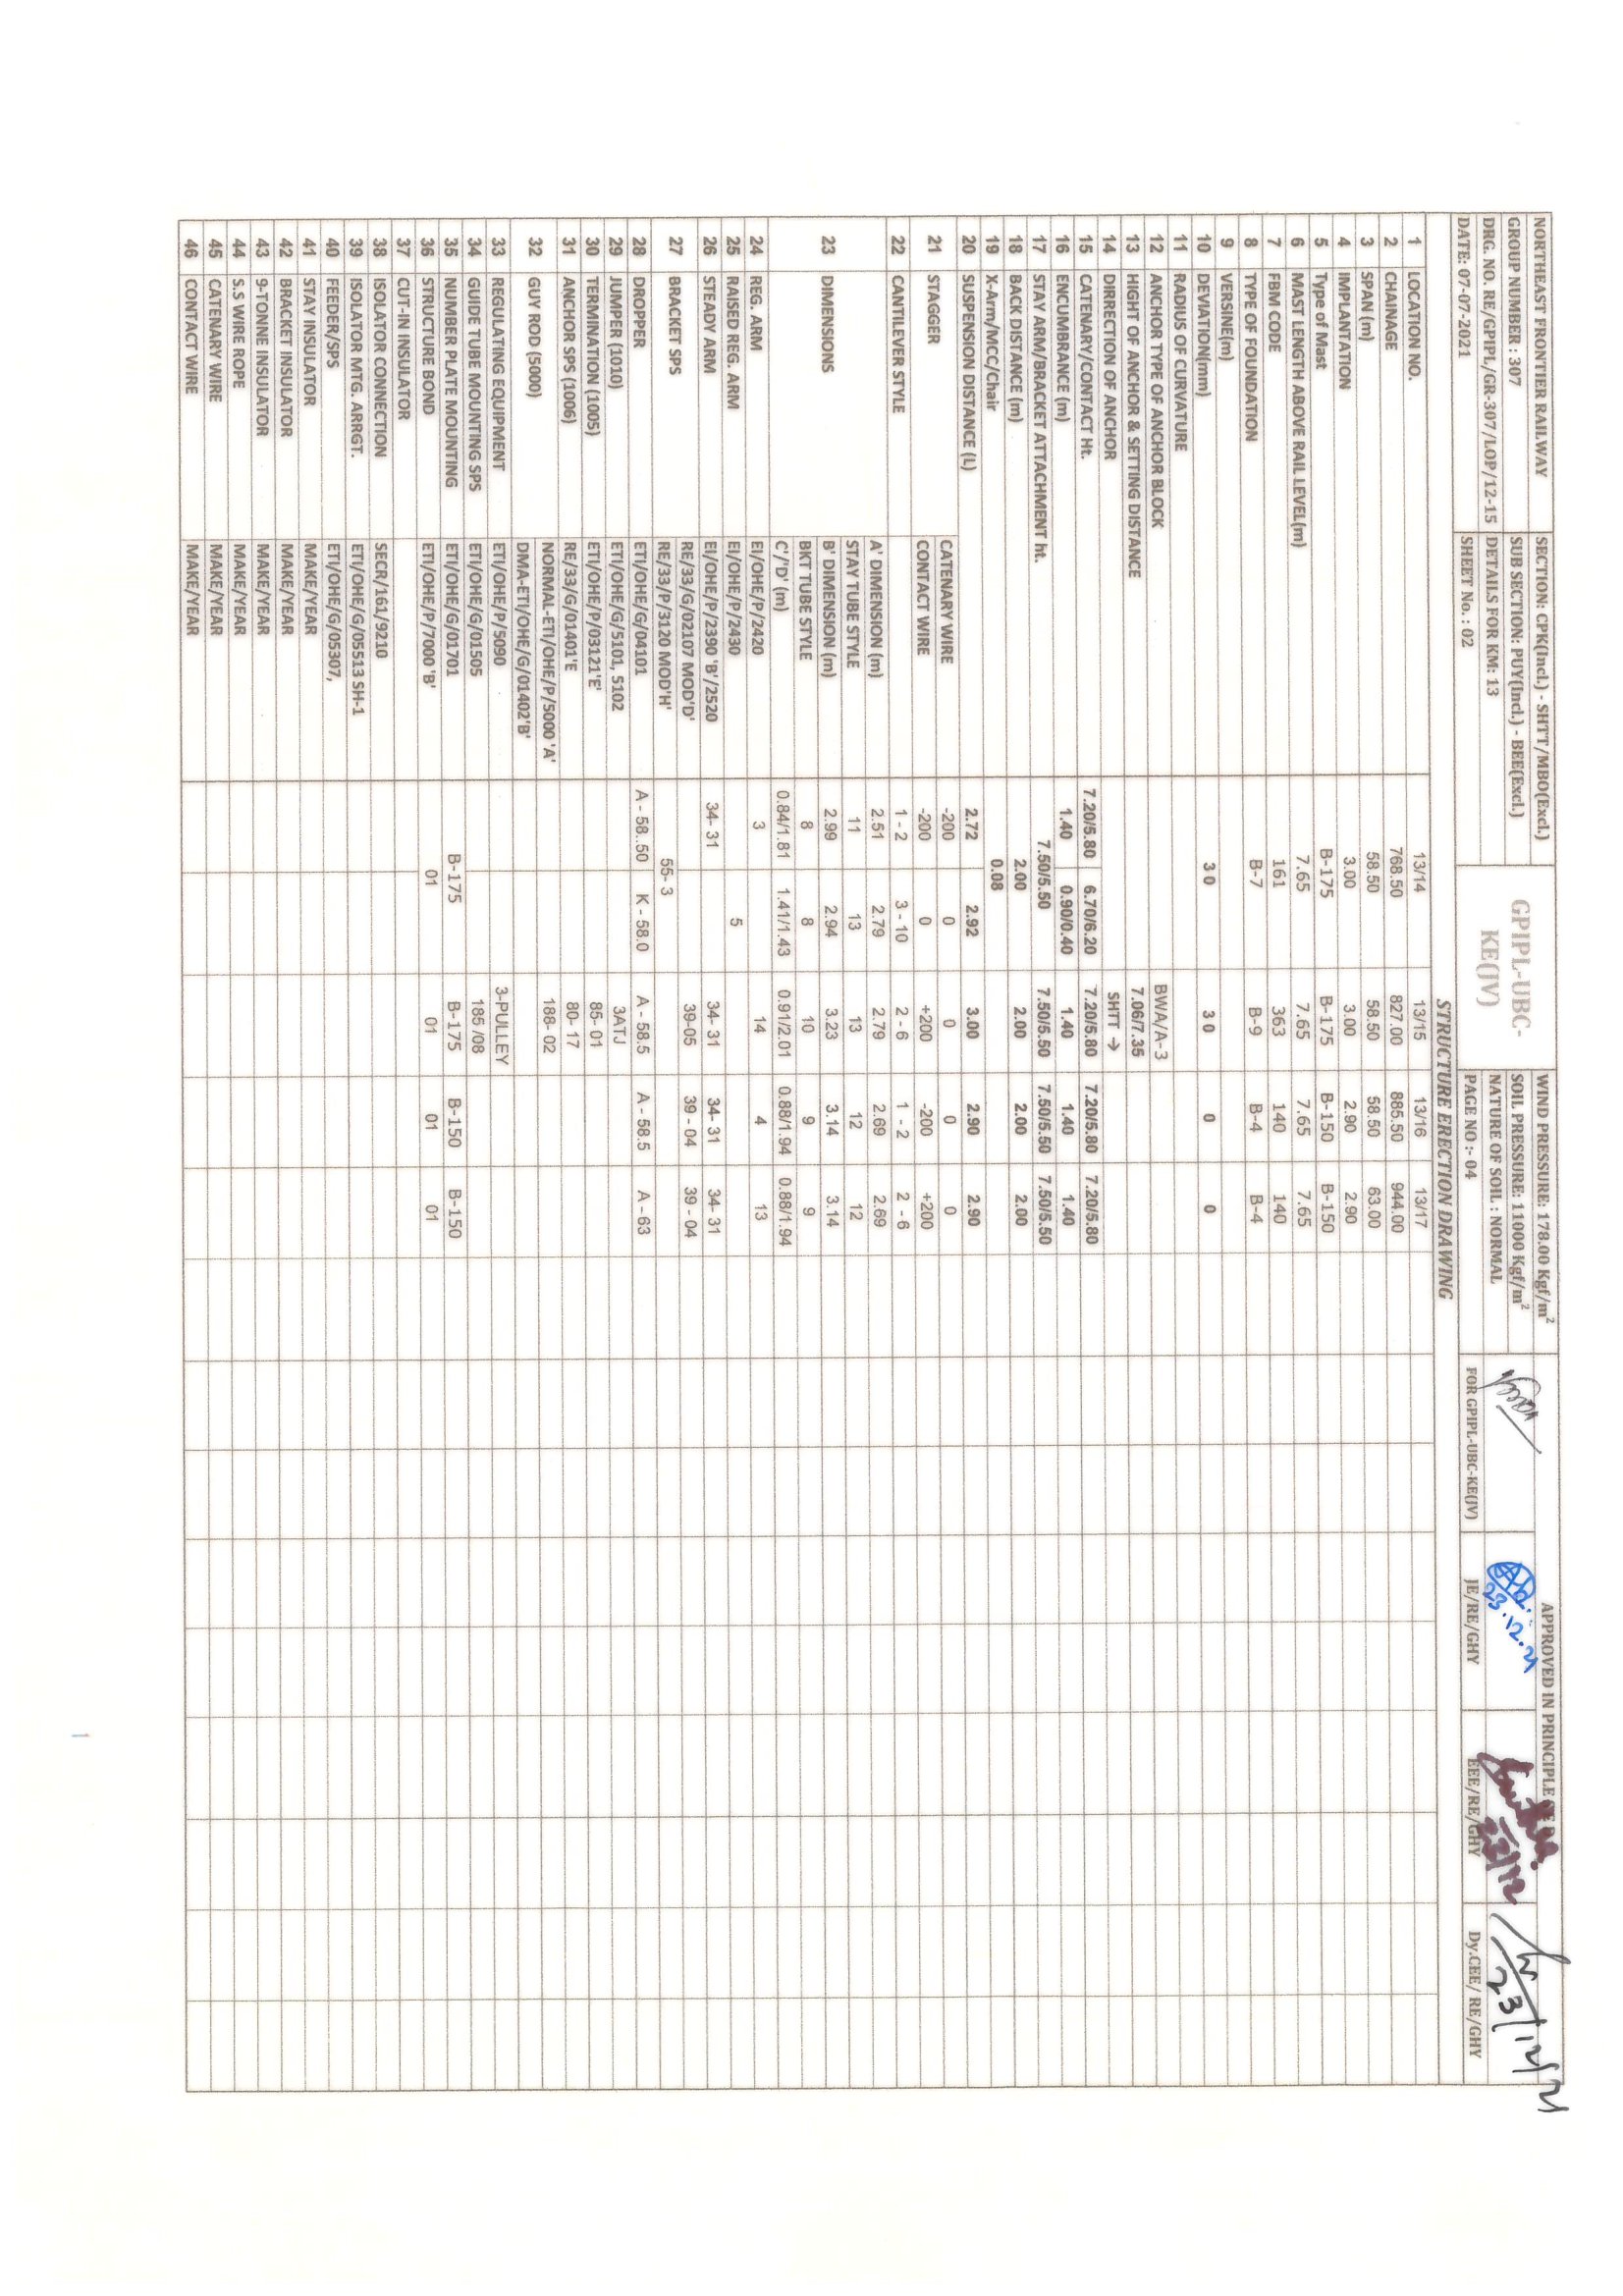 NORTHEAST FRONTIER RAILWAY SECTION: CPK(Incl.) - SHTT/MBO(Excl.) GPIPL-UBC-KE(JV) WIND PRESSURE: 178.00 Kgf/m² APPROVED IN PRINCIPLE
GROUP NUMBER : 307 SUB SECTION: PUY(Incl.) - BEE(Excl.) SOIL PRESSURE: 11000 Kgf/m²
DRG. NO. RE/GPIPL/GR-307/LOP/12-15 DETAILS FOR KM: 13 NATURE OF SOIL : NORMAL 23.12.21 23/12 23/12/21
DATE: 07-07-2021 SHEET No. : 02 PAGE NO :- 04 FOR GPIPL-UBC-KE(JV) JE/RE/GHY EEE/RE/GHY Dy.CEE/ RE/GHY
STRUCTURE ERECTION DRAWING
1 LOCATION NO. 13/14 13/15 13/16 13/17
2 CHAINAGE 768.50 827.00 885.50 944.00
3 SPAN (m) 58.50 58.50 58.50 63.00
4 IMPLANTATION 3.00 3.00 2.90 2.90
5 Type of Mast B-175 B-175 B-150 B-150
6 MAST LENGTH ABOVE RAIL LEVEL(m) 7.65 7.65 7.65 7.65
7 FBM CODE 161 363 140 140
8 TYPE OF FOUNDATION B-7 B-9 B-4 B-4
9 VERSINE(m)
10 DEVIATION(mm) 30 30 0 0
11 RADIUS OF CURVATURE
12 ANCHOR TYPE OF ANCHOR BLOCK BWA/A-3
13 HIGHT OF ANCHOR & SETTING DISTANCE 7.06/7.35
14 DIRRECTION OF ANCHOR SHTT →
15 CATENARY/CONTACT Ht. 7.20/5.80 6.70/6.20 7.20/5.80 7.20/5.80 7.20/5.80
16 ENCUMBRANCE (m) 1.40 0.90/0.40 1.40 1.40 1.40
17 STAY ARM/BRACKET ATTACHMENT ht. 7.50/5.50 7.50/5.50 7.50/5.50 7.50/5.50
18 BACK DISTANCE (m) 2.00 2.00 2.00 2.00
19 X-Arm/MCC/Chair 0.08
20 SUSPENSION DISTANCE (L) 2.72 2.92 3.00 2.90 2.90
21 STAGGER CATENARY WIRE -200 0 0 0 0
CONTACT WIRE -200 0 +200 -200 +200
22 CANTILEVER STYLE 1 - 2 3 - 10 2 - 6 1 - 2 2 - 6
23 DIMENSIONS A' DIMENSION (m) 2.51 2.79 2.79 2.69 2.69
STAY TUBE STYLE 11 13 13 12 12
B' DIMENSION (m) 2.99 2.94 3.23 3.14 3.14
BKT TUBE STYLE 8 8 10 9 9
C'/'D' (m) 0.84/1.81 1.41/1.43 0.91/2.01 0.88/1.94 0.88/1.94
24 REG. ARM EI/OHE/P/2420 3 14 4 13
25 RAISED REG. ARM EI/OHE/P/2430 5
26 STEADY ARM EI/OHE/P/2390 'B'/2520 34- 31 34- 31 34- 31 34- 31
27 BRACKET SPS RE/33/G/02107 MOD'D' 39-05 39 - 04 39 - 04
RE/33/P/3120 MOD'H' 55- 3
28 DROPPER ETI/OHE/G/04101 A - 58.50 K - 58.0 A - 58.5 A - 58.5 A - 63
29 JUMPER (1010) ETI/OHE/G/5101, 5102 3ATJ
30 TERMINATION (1005) ETI/OHE/P/03121'E' 85- 01
31 ANCHOR SPS (1006) RE/33/G/01401'E 80- 17
32 GUY ROD (5000) NORMAL-ETI/OHE/P/5000 'A' 188- 02
DMA-ETI/OHE/G/01402'B'
33 REGULATING EQUIPMENT ETI/OHE/P/5090 3-PULLEY
34 GUIDE TUBE MOUNTING SPS ETI/OHE/G/01505 185 /08
35 NUMBER PLATE MOUNTING ETI/OHE/G/01701 B-175 B-175 B-150 B-150
36 STRUCTURE BOND ETI/OHE/P/7000 'B' 01 01 01 01
37 CUT-IN INSULATOR
38 ISOLATOR CONNECTION SECR/161/9210
39 ISOLATOR MTG. ARRGT. ETI/OHE/G/05513 SH-1
40 FEEDER/SPS ETI/OHE/G/05307,
41 STAY INSULATOR MAKE/YEAR
42 BRACKET INSULATOR MAKE/YEAR
43 9-TONNE INSULATOR MAKE/YEAR
44 S.S WIRE ROPE MAKE/YEAR
45 CATENARY WIRE MAKE/YEAR
46 CONTACT WIRE MAKE/YEAR